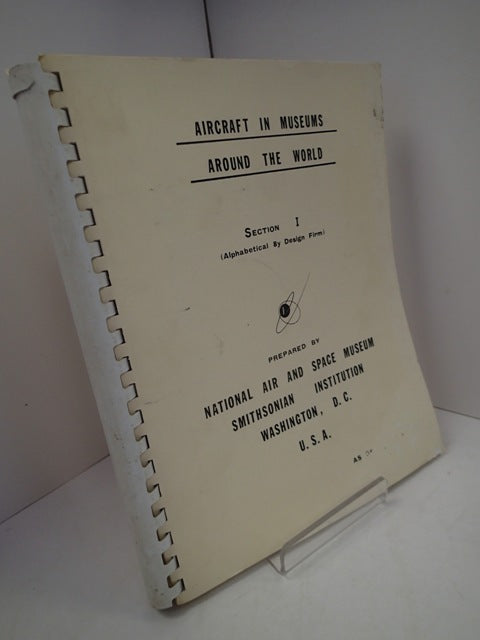 AIRCRAFT IN MUSEUMS
AROUND THE WORLD
SECTION I
(Alphabetical By Design Firm)
PREPARED BY
NATIONAL AIR AND SPACE MUSEUM
SMITHSONIAN INSTITUTION
WASHINGTON, D.C.
U.S.A.
AS